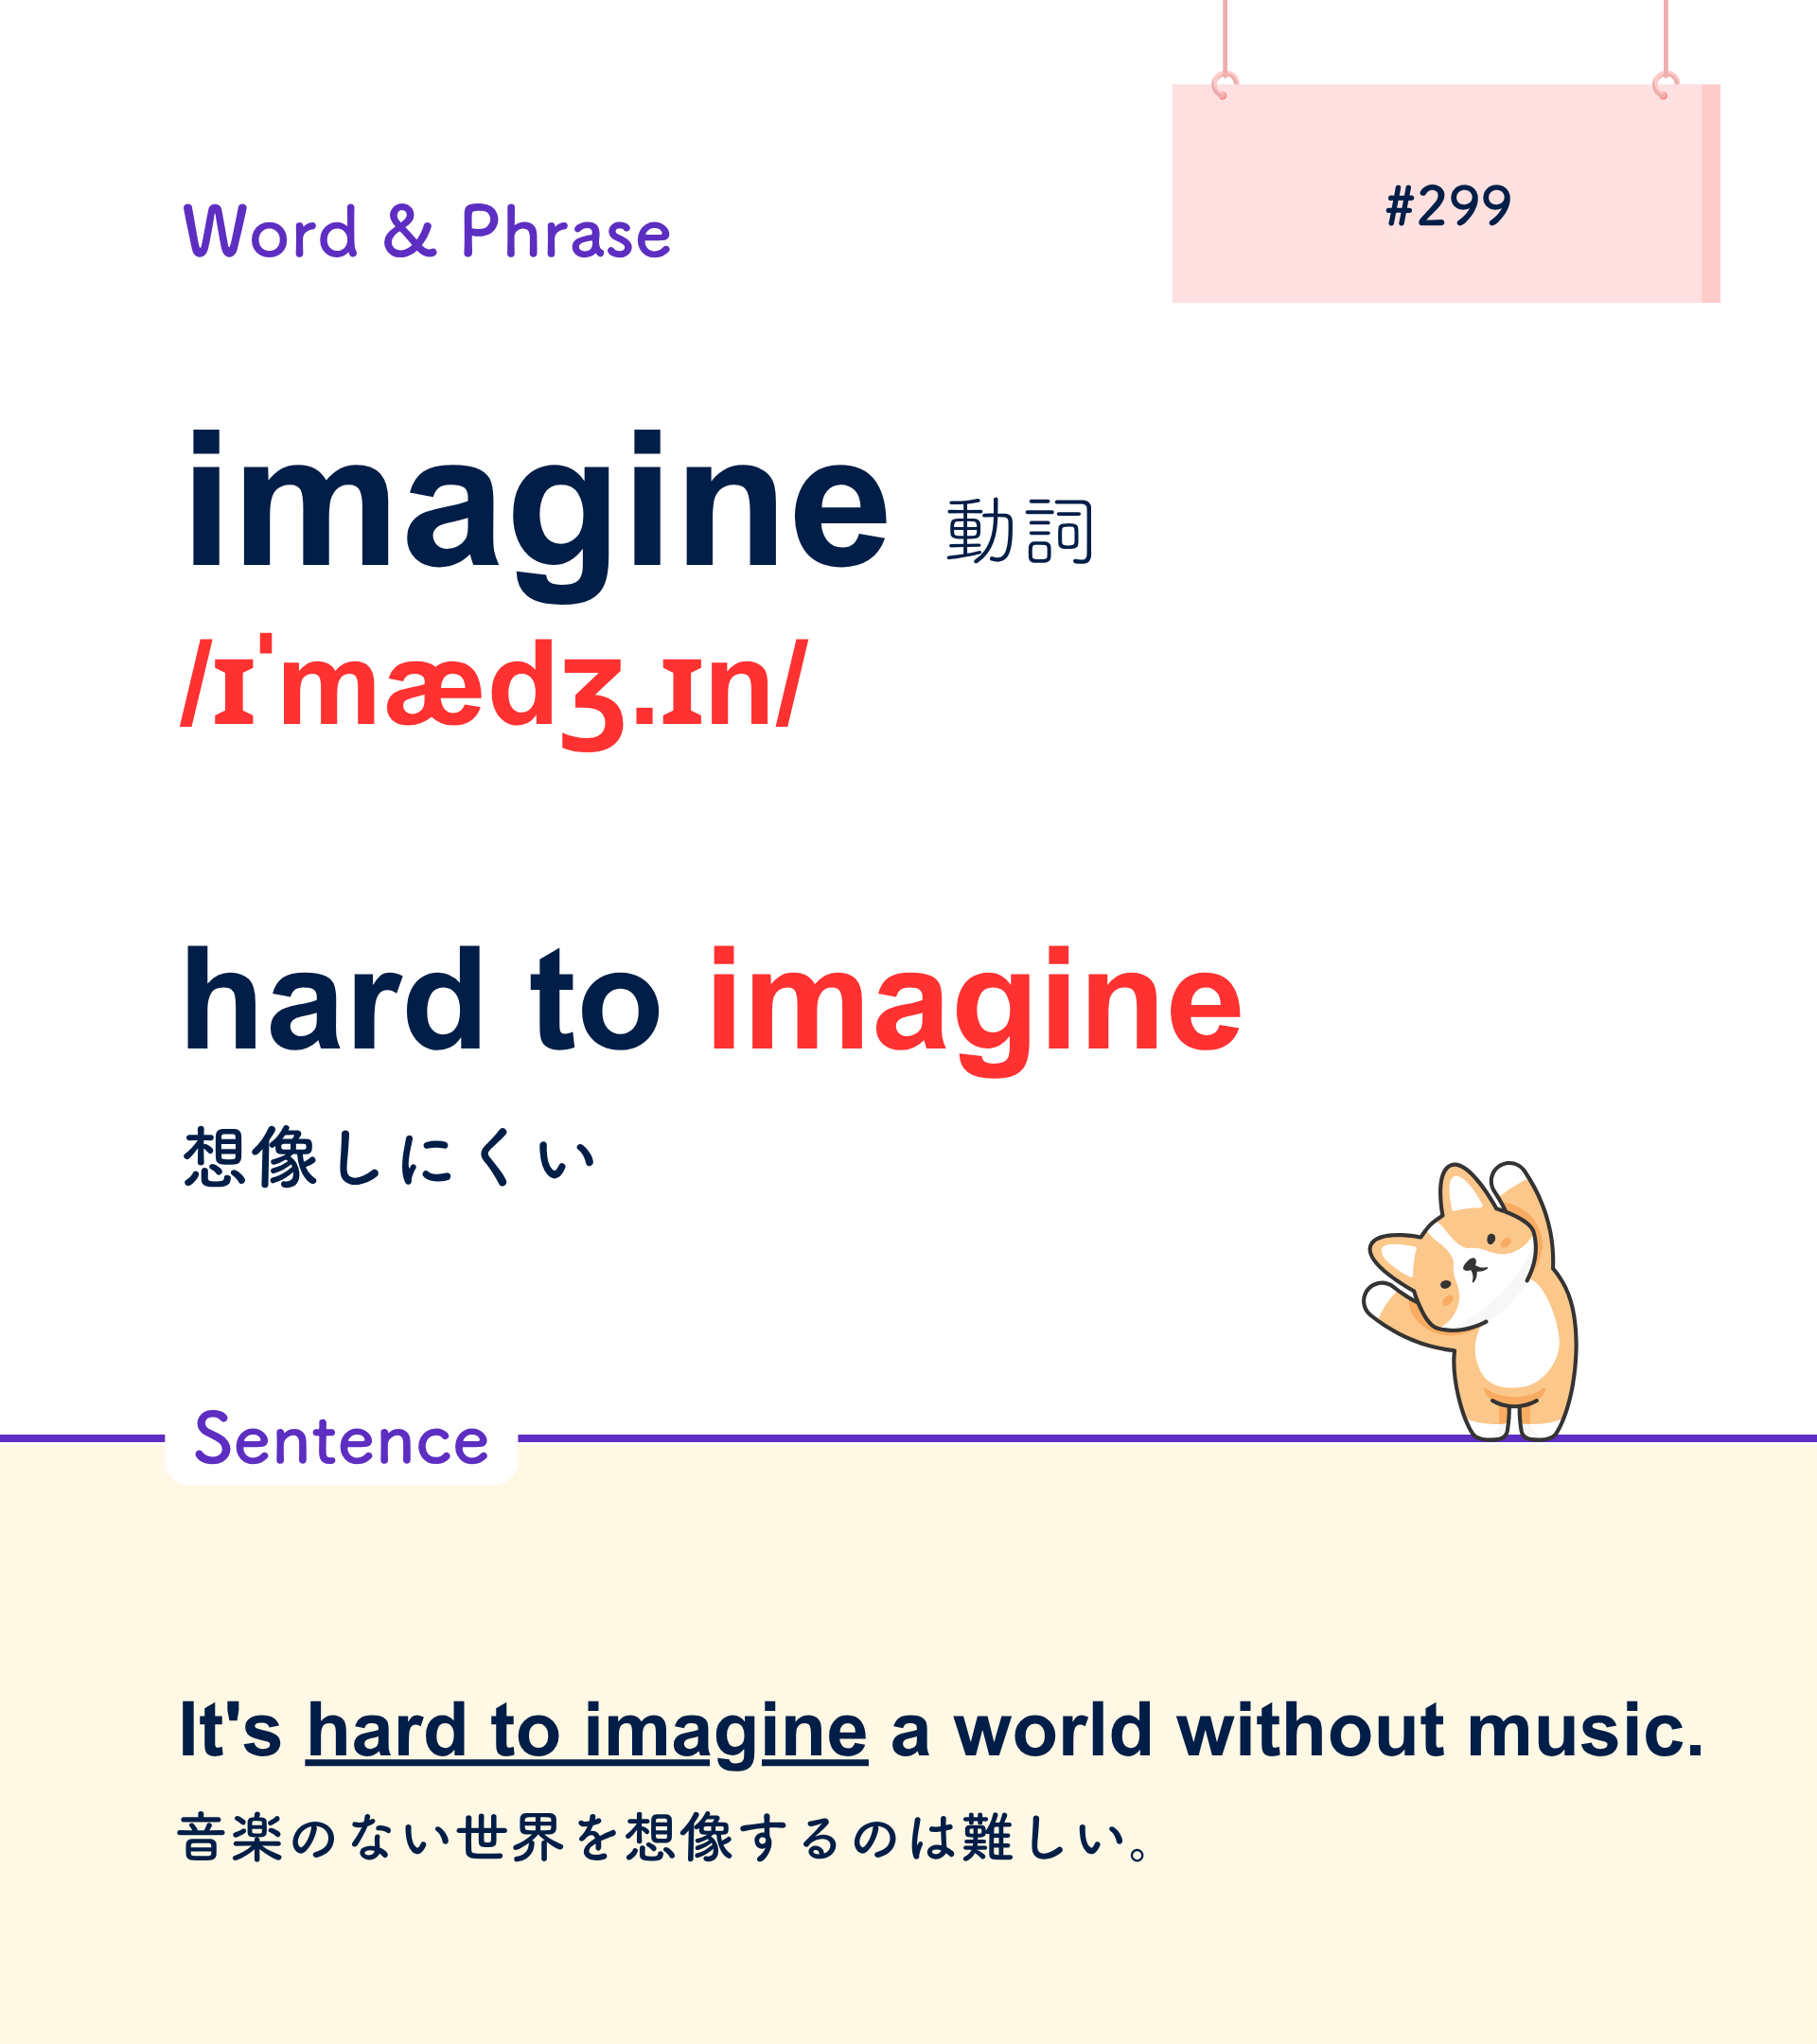 Word & Phrase
#299
imagine 動詞
/ɪˈmædʒ.ɪn/
hard to imagine
想像しにくい
Sentence
It's hard to imagine a world without music.
音楽のない世界を想像するのは難しい。